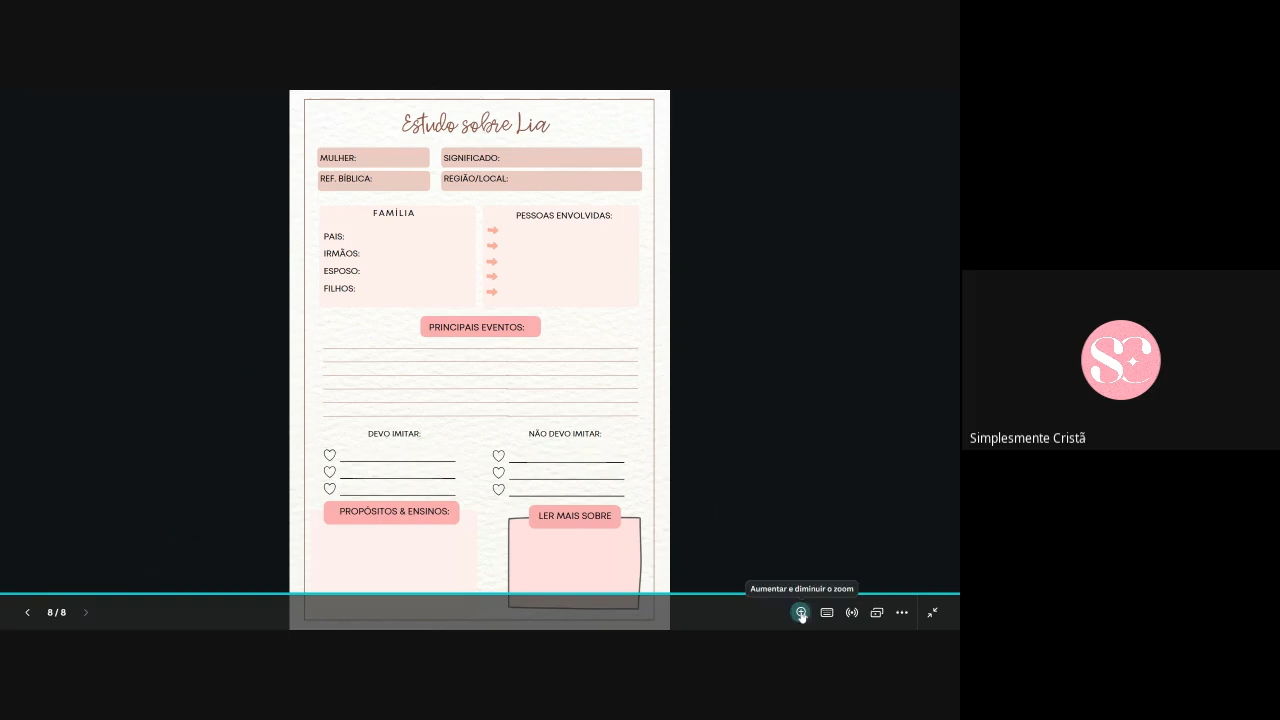 Estudo sobre Lia
MULHER:
SIGNIFICADO:
REF. BÍBLICA:
REGIÃO/LOCAL:
FAMÍLIA
PAIS:
IRMÃOS:
ESPOSO:
FILHOS:
PESSOAS ENVOLVIDAS:
PRINCIPAIS EVENTOS:
DEVO IMITAR:
NÃO DEVO IMITAR:
PROPÓSITOS & ENSINOS:
LER MAIS SOBRE
Aumentar e diminuir o zoom
8 / 8
SC
Simplesmente Cristã